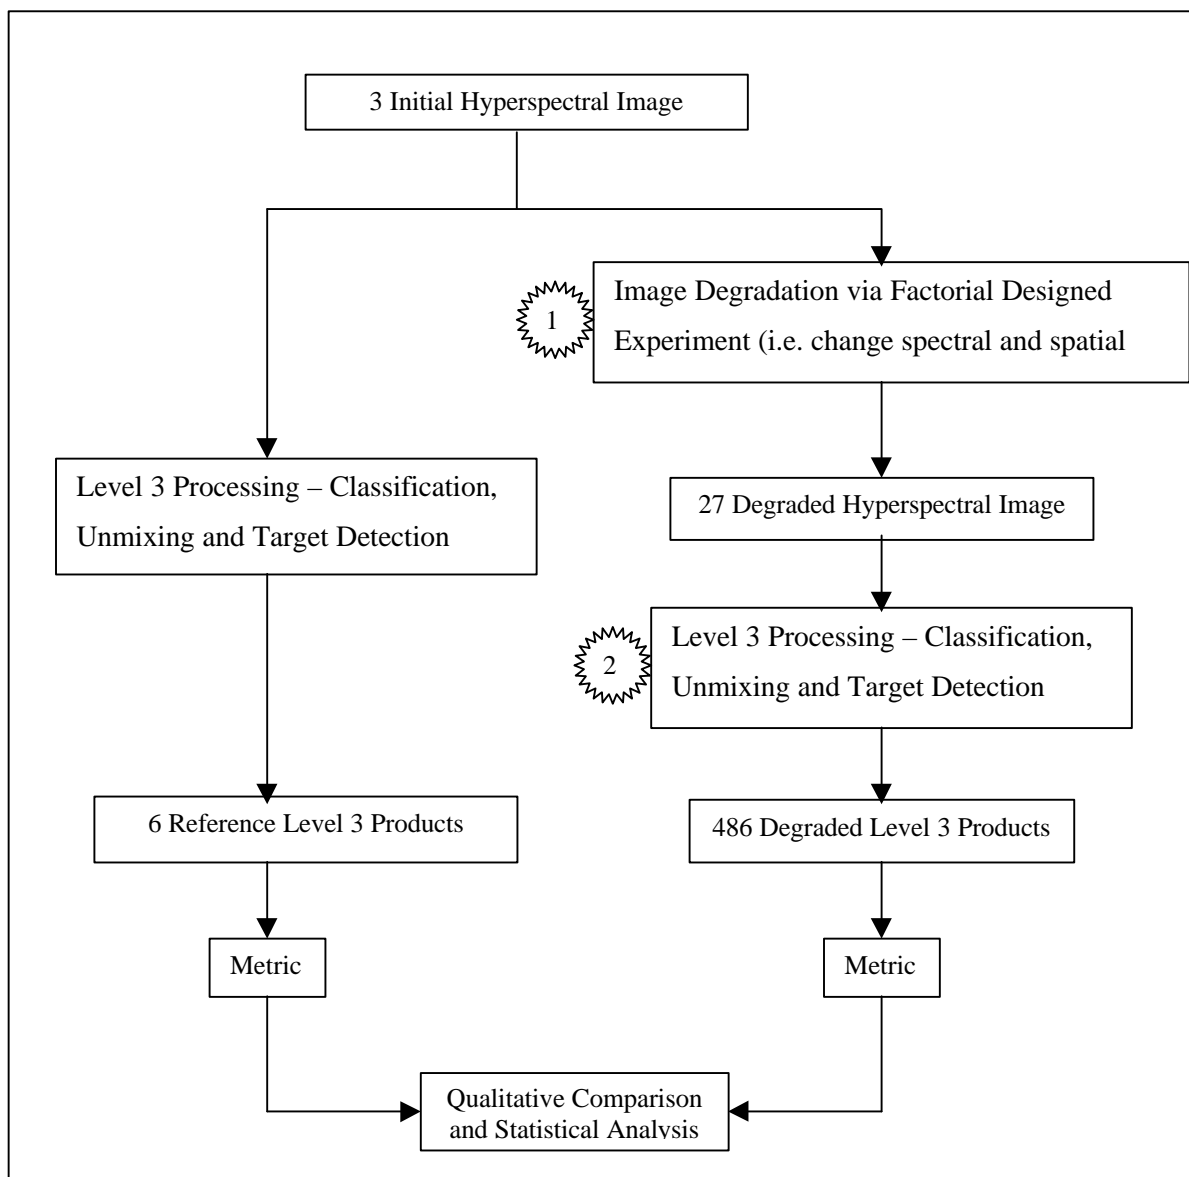 3 Initial Hyperspectral Image
1
Image Degradation via Factorial Designed
Experiment (i.e. change spectral and spatial
Level 3 Processing – Classification,
Unmixing and Target Detection
27 Degraded Hyperspectral Image
2
Level 3 Processing – Classification,
Unmixing and Target Detection
6 Reference Level 3 Products
486 Degraded Level 3 Products
Metric
Metric
Qualitative Comparison
and Statistical Analysis